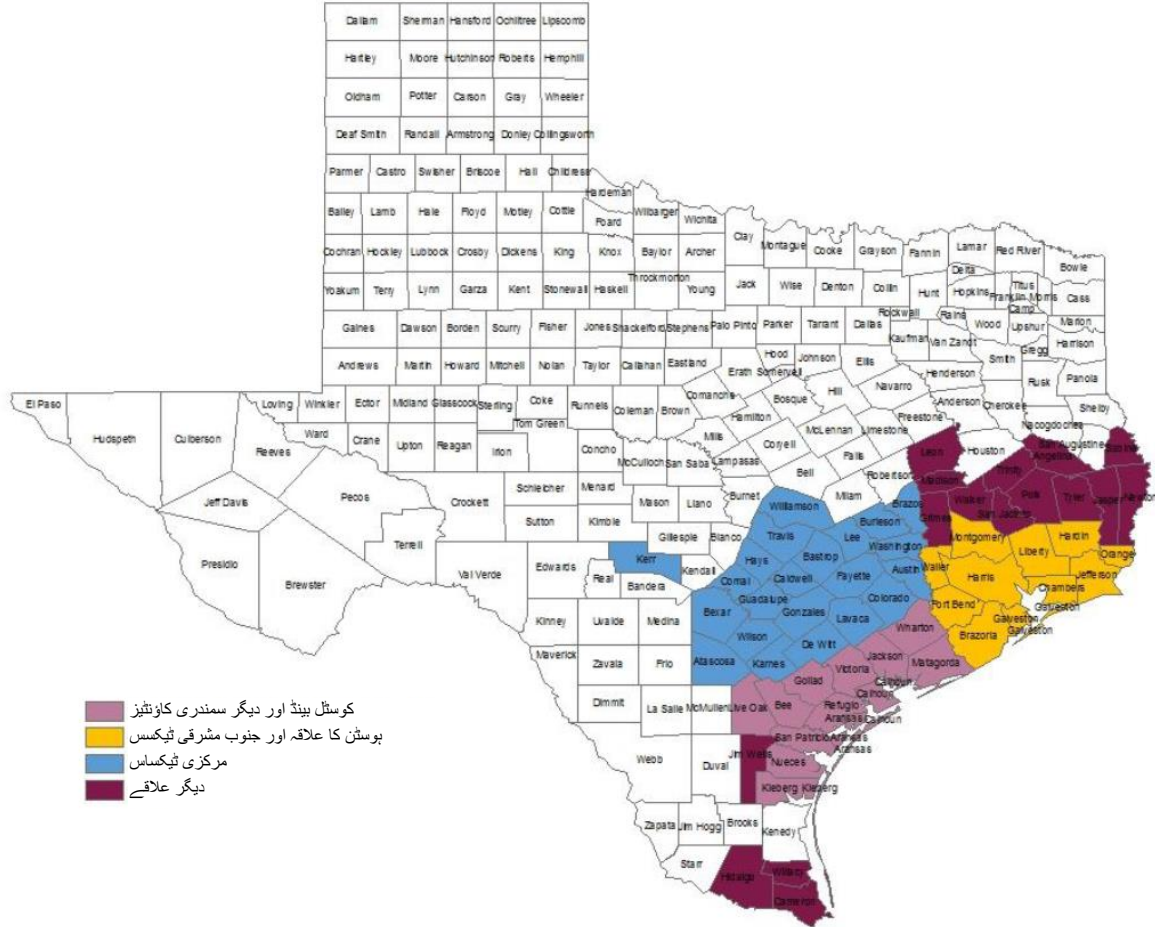 Dallam Sherman Hansford Ochiltree Lipscomb
Hartley Moore Hutchinson Roberts Hemphill
Oldham Potter Carson Gray Wheeler
Deaf Smith Randall Armstrong Donley Collingsworth
Parmer Castro Swisher Briscoe Hall Childress
Hardeman
Bailey Lamb Hale Floyd Motley Cottle Foard Wilbarger Wichita
Clay Montague Cooke Grayson Fannin Lamar Red River Bowie
Cochran Hockley Lubbock Crosby Dickens King Knox Baylor Archer
Delta Titus
Yoakum Terry Lynn Garza Kent Stonewall Haskell Throckmorton Young Jack Wise Denton Collin Hunt Hopkins Franklin Morris Cass
Camp
Rockwall Rains Wood Upshur Marion
Gaines Dawson Borden Scurry Fisher Jones Shackelford Stephens Palo Pinto Parker Tarrant Dallas Kaufman Van Zandt Gregg Harrison
Andrews Martin Howard Mitchell Nolan Taylor Callahan Eastland Erath Hood Somervell Johnson Ellis Henderson Smith Rusk Panola
El Paso Hudspeth Culberson Reeves Loving Winkler Ector Midland Glasscock Sterling Coke Runnels Coleman Brown Comanche Bosque Hill Navarro Anderson Cherokee Shelby
Ward Crane Upton Reagan Irion Tom Green Concho McCulloch San Saba Mills Hamilton Coryell McLennan Limestone Freestone Nacogdoches
Lampasas Bell Falls Robertson Leon Houston Angelina San Augustine Sabine
Jeff Davis Pecos Crockett Schleicher Menard Mason Llano Burnet Williamson Milam Brazos Madison Trinity
Sutton Kimble Gillespie Blanco Travis Lee Burleson Grimes Walker San Jacinto Polk Tyler Jasper Newton
Presidio Brewster Terrell Val Verde Edwards Kerr Kendall Hays Bastrop Washington Montgomery Liberty Hardin Orange
Real Bandera Comal Caldwell Fayette Austin Waller Harris Chambers Jefferson
Kinney Uvalde Medina Bexar Guadalupe Gonzales Colorado Fort Bend Galveston
Galveston
Galveston
Lavaca Wharton Brazoria
Maverick Zavala Frio Atascosa Wilson Karnes De Witt Jackson Matagorda
Dimmit La Salle McMullen Live Oak Bee Goliad Victoria Calhoun
Calhoun
Refugio Calhoun
Aransas
Webb Duval Jim Wells San Patricio Aransas
Aransas
Nueces
Kleberg Kleberg
Zapata Jim Hogg Brooks Kenedy
Starr Hidalgo Willacy
Cameron
کوسٹل بینڈ اور دیگر سمندری کاؤنٹیز
ہوسٹن کا علاقہ اور جنوب مشرقی ٹیکسس
مرکزی ٹیکساس
دیگر علاقے